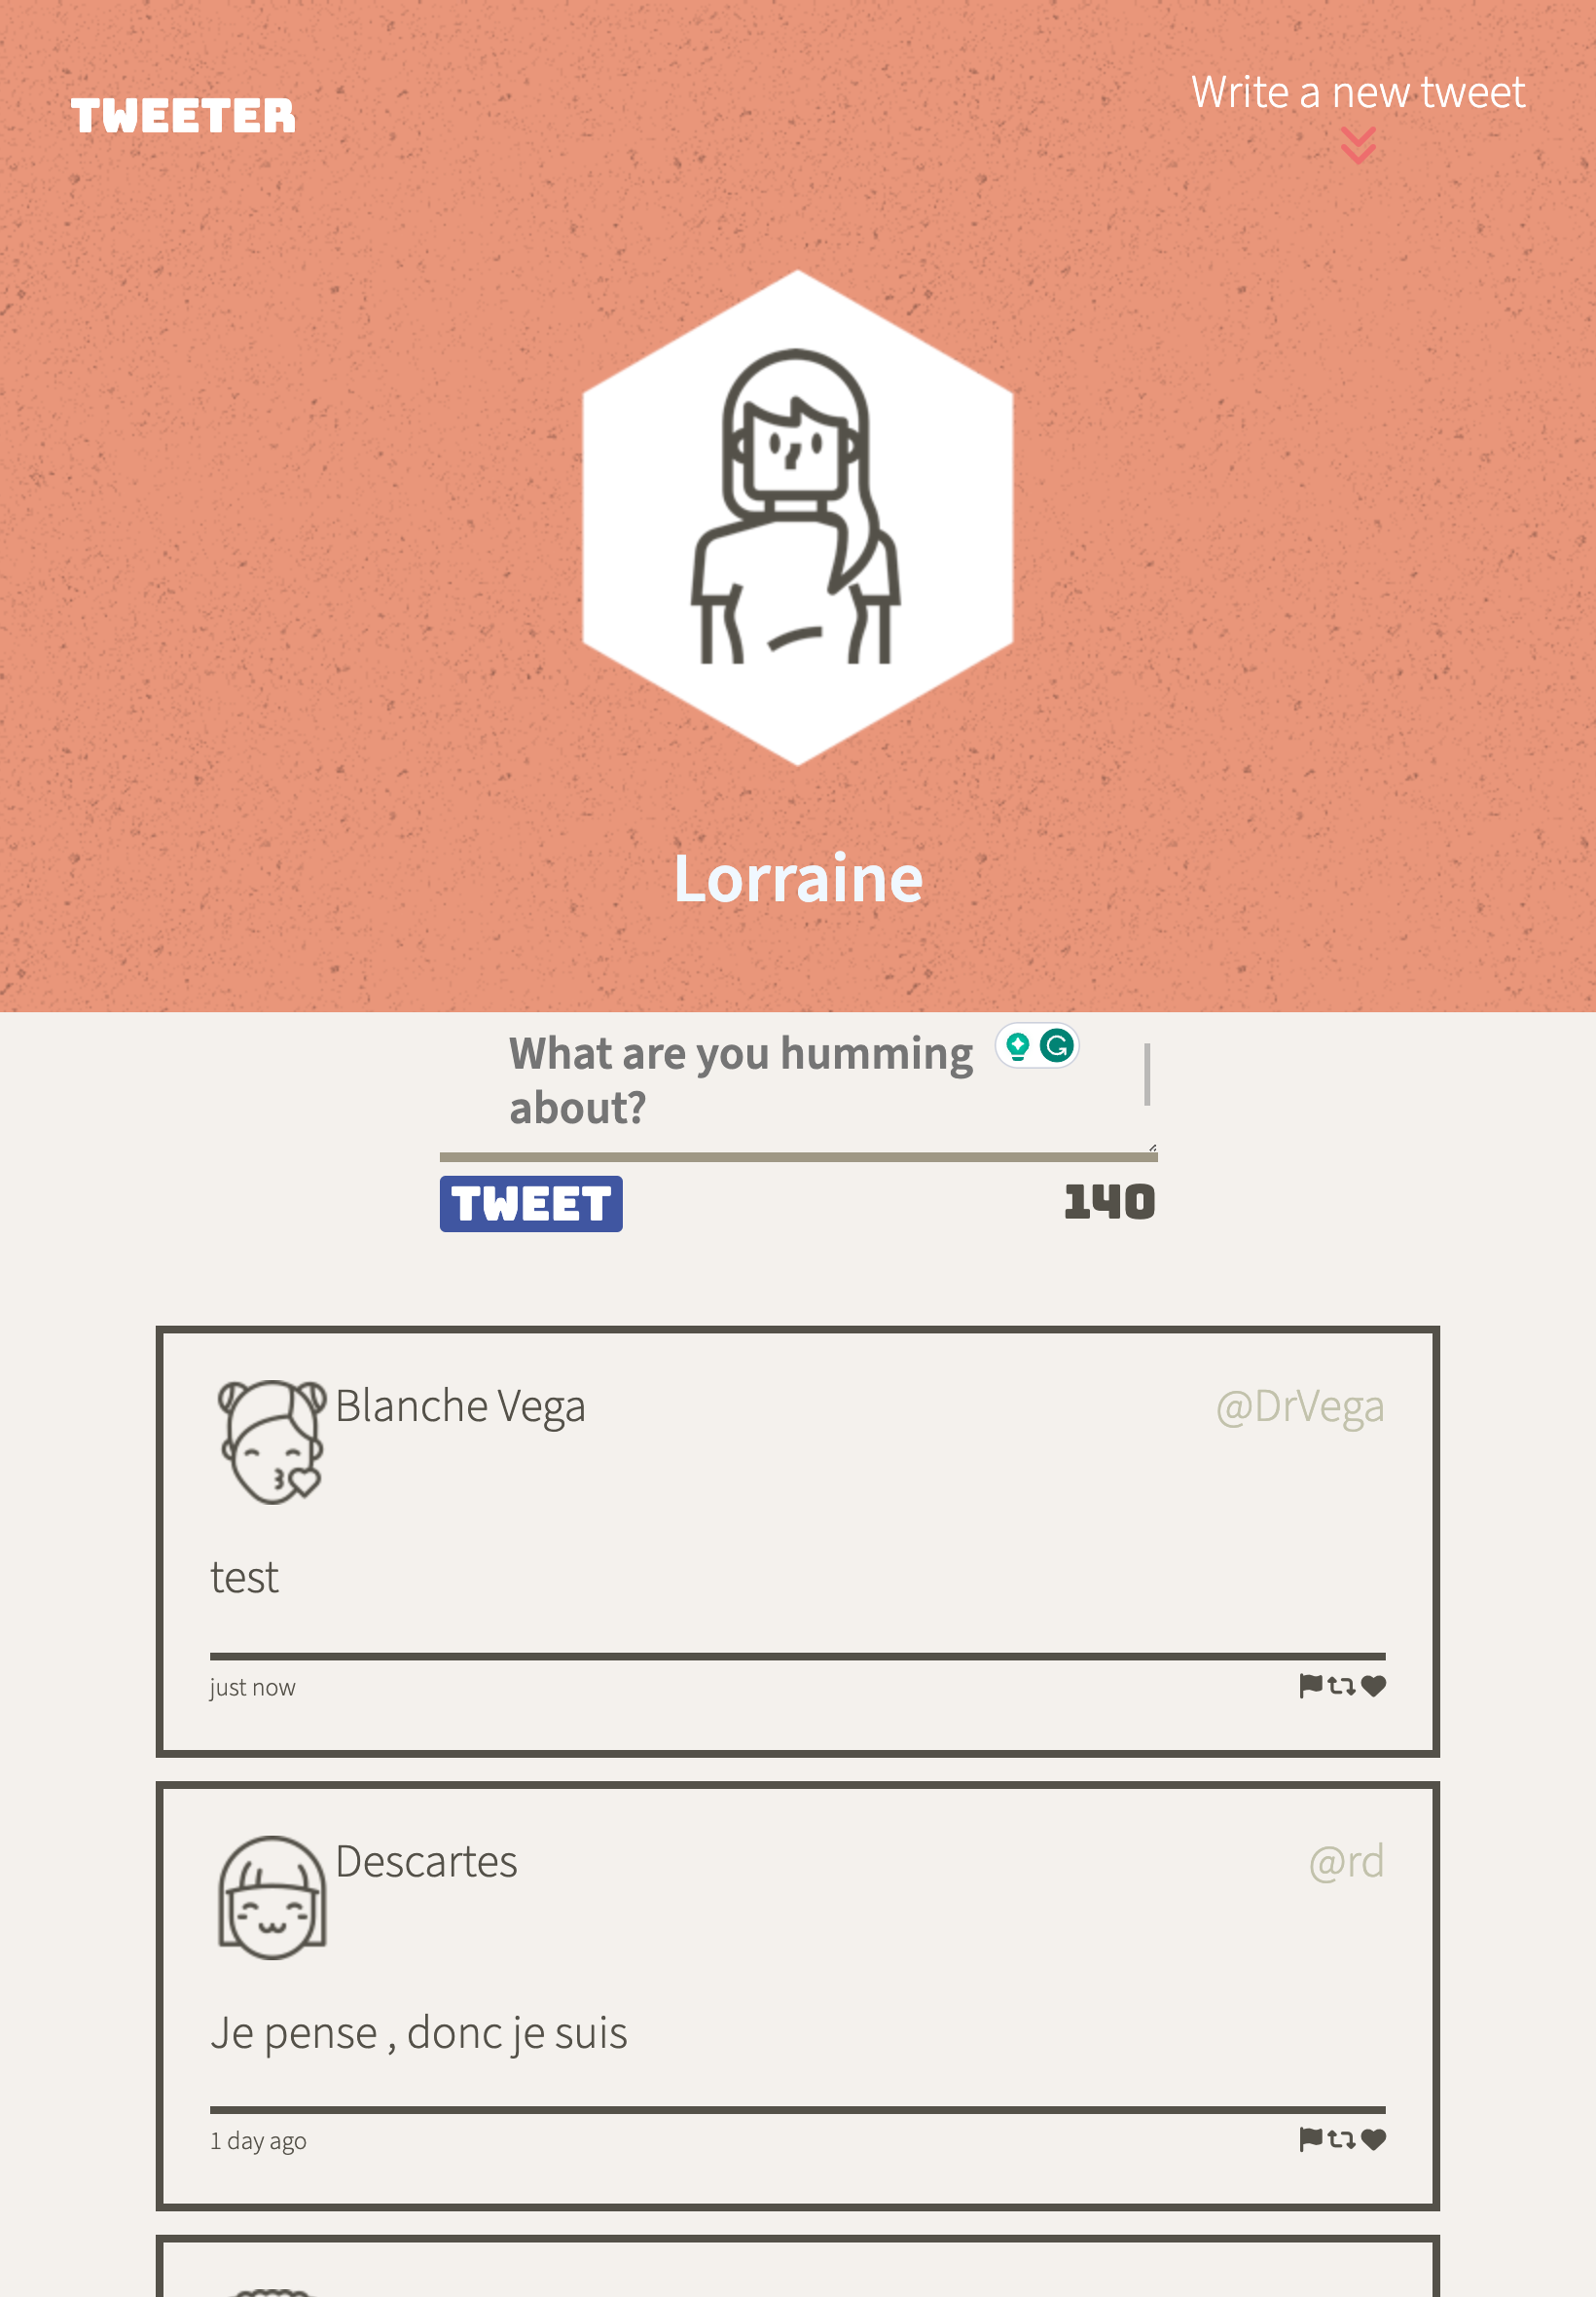 TWEETER
Write a new tweet
Lorraine
What are you humming
about?
TWEET
140
Blanche Vega
@DrVega
test
just now
Descartes
@rd
Je pense , donc je suis
1 day ago